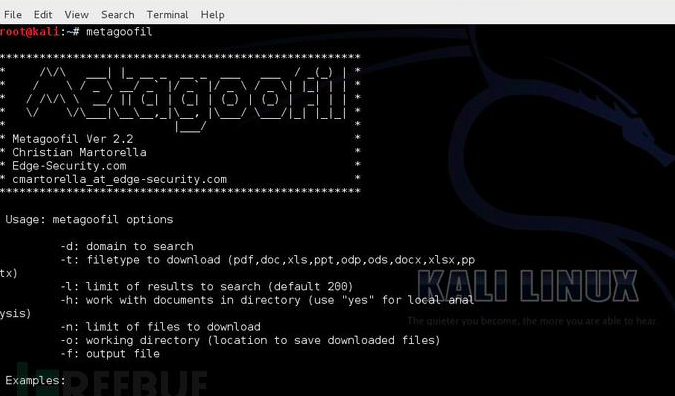 File Edit View Search Terminal Help
root@kali:~# metagoofil
******************************************************
* Metagoofil Ver 2.2 *
* Christian Martorella *
* Edge-Security.com *
* cmartorella_at_edge-security.com *
******************************************************
Usage: metagoofil options
-d: domain to search
-t: filetype to download (pdf,doc,xls,ppt,odp,ods,docx,xlsx,pp
tx)
-l: limit of results to search (default 200)
-h: work with documents in directory (use "yes" for local anal
ysis)
-n: limit of files to download
-o: working directory (location to save downloaded files)
-f: output file
Examples:
KALI LINUX
The quieter you become, the more you are able to hear.